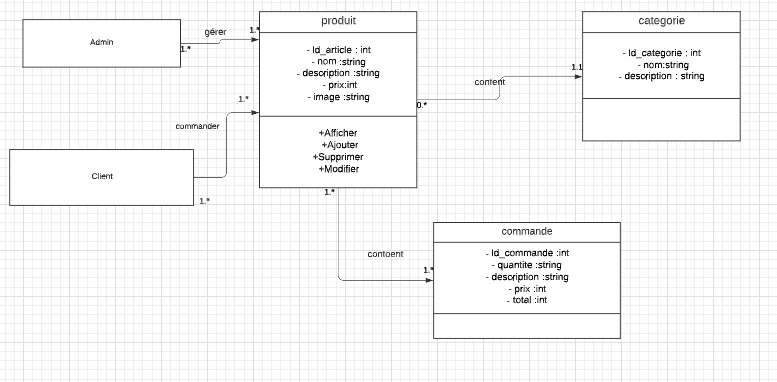 Admin
1.*
gérer
1.*
produit
- Id_article : int
- nom :string
- description :string
- prix:int
- image :string
+Afficher
+Ajouter
+Supprimer
+Modifier
categorie
- Id_categorie : int
- nom:string
- description : string
content
1.1
0.*
commander
1.*
Client
1.*
1.*
contoent
1.*
commande
- Id_commande :int
- quantite :string
- description :string
- prix :int
- total :int